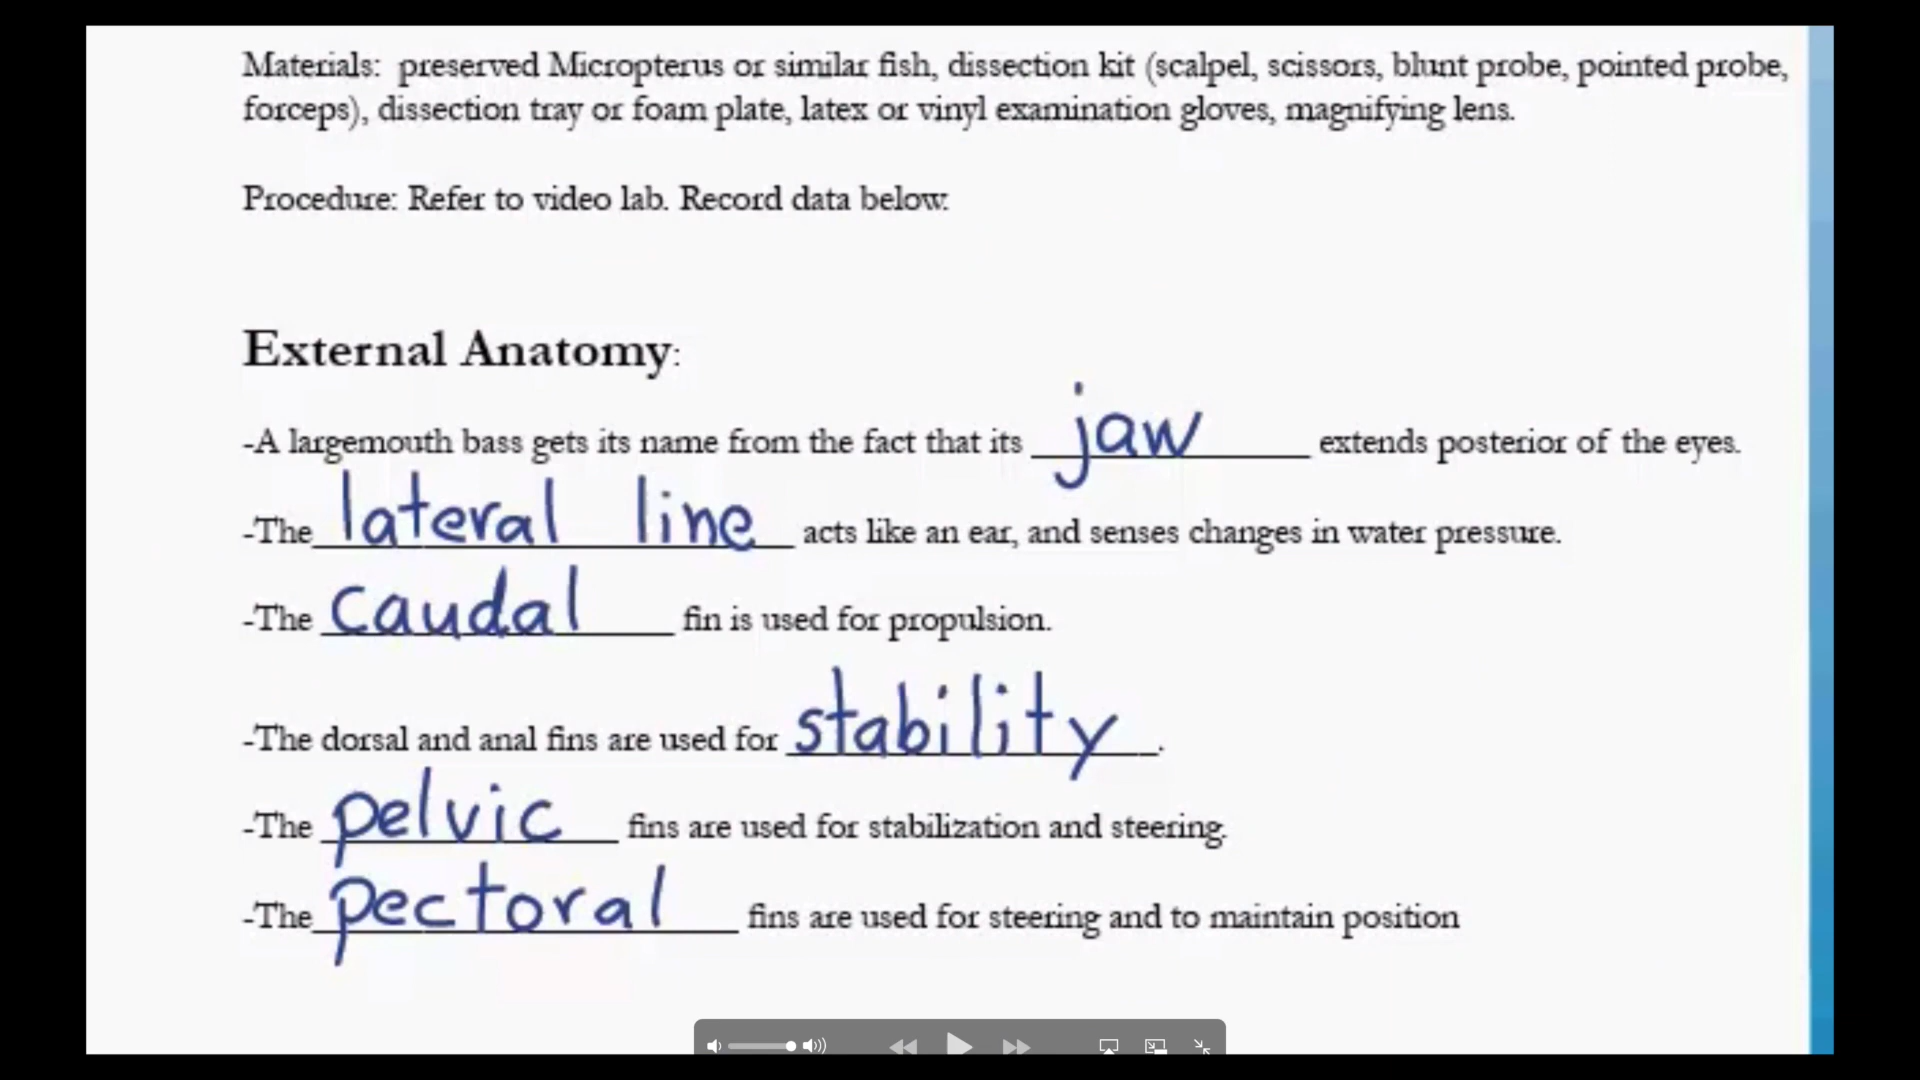 Materials:  preserved Micropterus or similar fish, dissection kit (scalpel, scissors, blunt probe, pointed probe,
forceps), dissection tray or foam plate, latex or vinyl examination gloves, magnifying lens.
Procedure: Refer to video lab. Record data below.
External Anatomy:
-A largemouth bass gets its name from the fact that its jaw extends posterior of the eyes.
-The lateral line acts like an ear, and senses changes in water pressure.
-The caudal fin is used for propulsion.
-The dorsal and anal fins are used for stability.
-The pelvic fins are used for stabilization and steering.
-The pectoral fins are used for steering and to maintain position